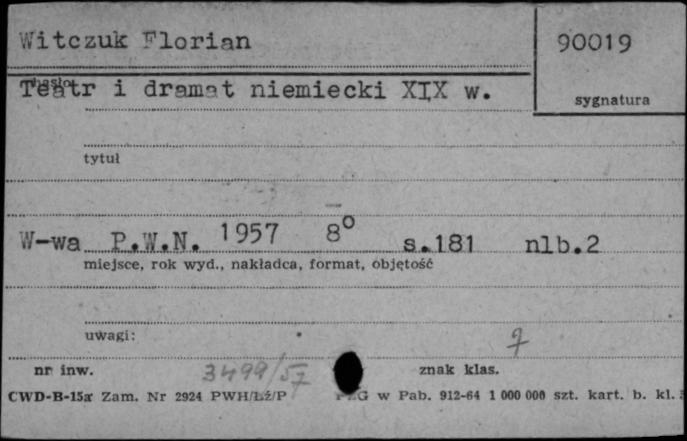 Witczuk Florian
90019
hasło
Teatr i dramat niemiecki XIX w.
sygnatura
tytuł
W-wa P.W.N. 1957 8° s.181 nlb.2
miejsce, rok wyd., nakładca, format, objętość
uwagi:
nr inw. 3499/57 znak klas.
CWD-B-15a Zam. Nr 2924 PWH/Łź/P w Pab. 912-64 1 000 000 szt. kart. b. kl.